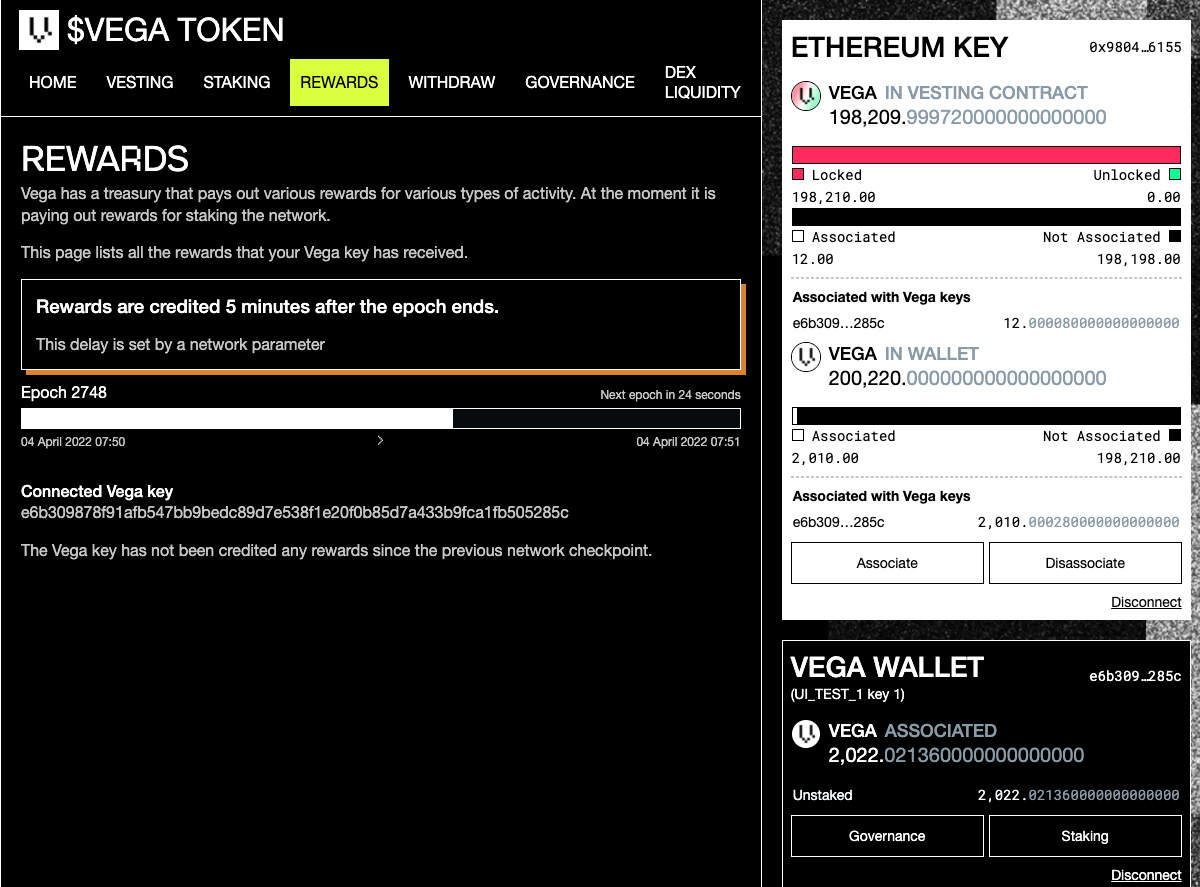 $VEGA TOKEN
HOME VESTING STAKING REWARDS WITHDRAW GOVERNANCE DEX LIQUIDITY
REWARDS
Vega has a treasury that pays out various rewards for various types of activity. At the moment it is
paying out rewards for staking the network.
This page lists all the rewards that your Vega key has received.
Rewards are credited 5 minutes after the epoch ends.
This delay is set by a network parameter
Epoch 2748 Next epoch in 24 seconds
04 April 2022 07:50 > 04 April 2022 07:51
Connected Vega key
e6b309878f91afb547bb9bedc89d7e538f1e20f0b85d7a433b9fca1fb505285c
The Vega key has not been credited any rewards since the previous network checkpoint.
ETHEREUM KEY 0x9804…6155
VEGA IN VESTING CONTRACT
198,209.999720000000000000
Locked Unlocked
198,210.00 0.00
Associated Not Associated
12.00 198,198.00
Associated with Vega keys
e6b309…285c 12.000080000000000000
VEGA IN WALLET
200,220.000000000000000000
Associated Not Associated
2,010.00 198,210.00
Associated with Vega keys
e6b309…285c 2,010.000280000000000000
Associate Disassociate
Disconnect
VEGA WALLET e6b309…285c
(UI_TEST_1 key 1)
VEGA ASSOCIATED
2,022.021360000000000000
Unstaked 2,022.021360000000000000
Governance Staking
Disconnect